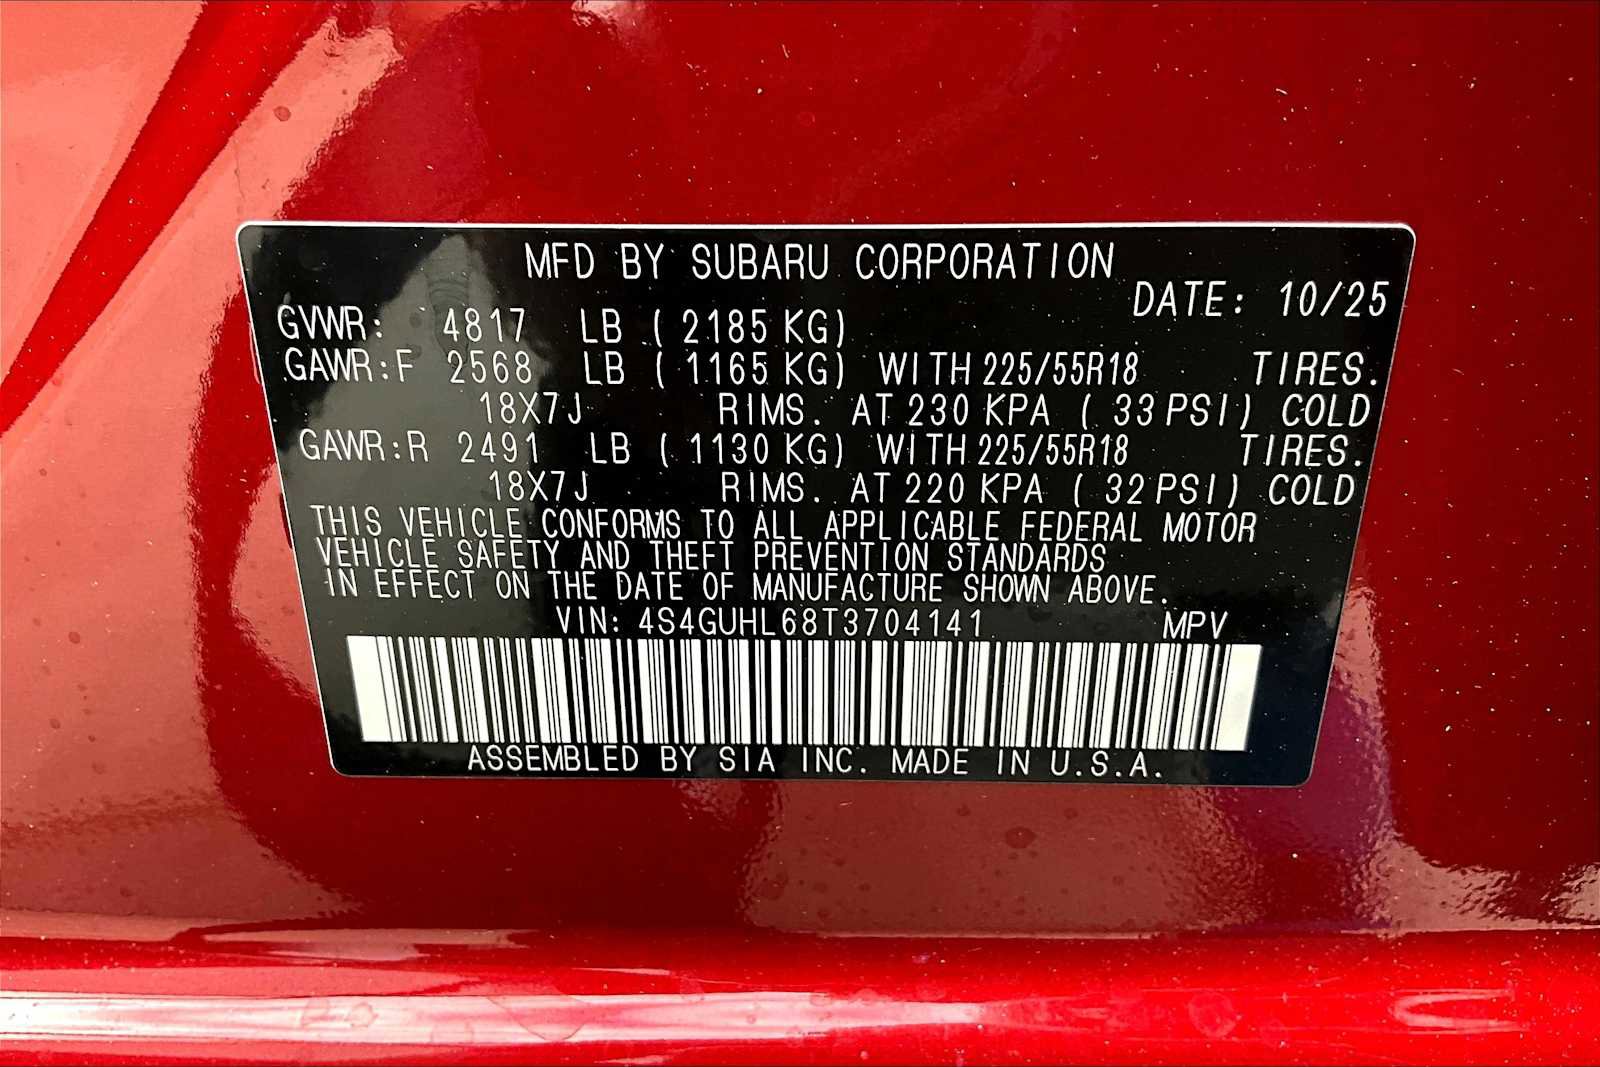 MFD BY SUBARU CORPORATION
DATE: 10/25
GVWR: 4817 LB ( 2185 KG)
GAWR:F 2568 LB ( 1165 KG) WITH 225/55R18 TIRES.
18X7J RIMS. AT 230 KPA ( 33 PSI) COLD
GAWR:R 2491 LB ( 1130 KG) WITH 225/55R18 TIRES.
18X7J RIMS. AT 220 KPA ( 32 PSI) COLD
THIS VEHICLE CONFORMS TO ALL APPLICABLE FEDERAL MOTOR
VEHICLE SAFETY AND THEFT PREVENTION STANDARDS
IN EFFECT ON THE DATE OF MANUFACTURE SHOWN ABOVE.
VIN: 4S4GUHL68T3704141 MPV
ASSEMBLED BY SIA INC. MADE IN U.S.A.